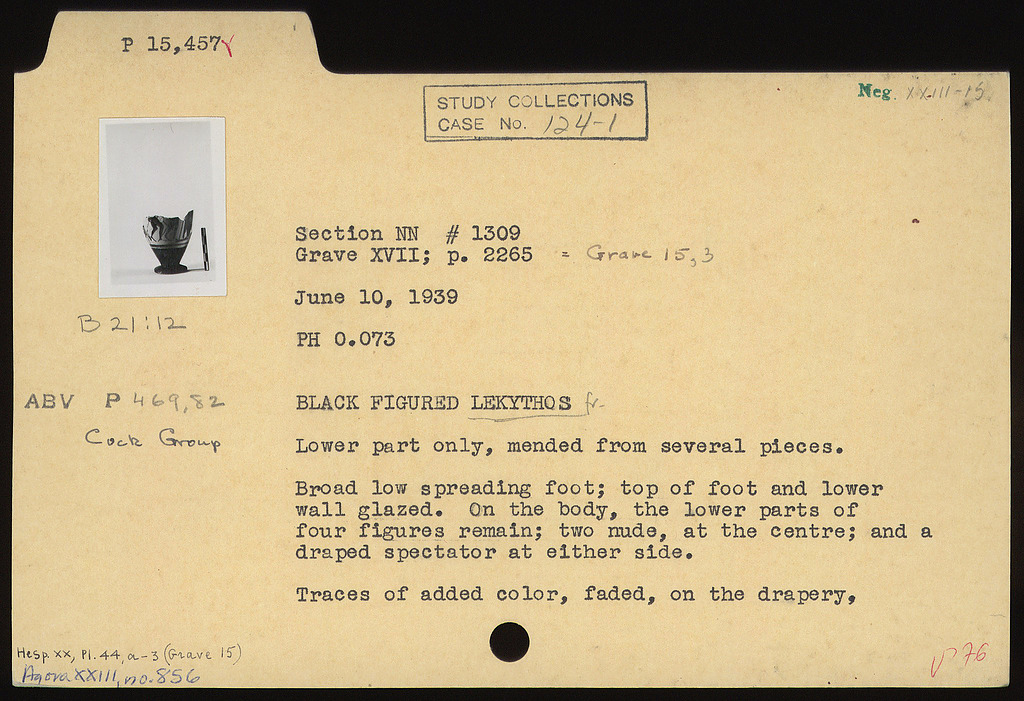 P 15,457
STUDY COLLECTIONS
CASE No. 124-1
Neg. XXIII-15
Section NN # 1309
Grave XVII; p. 2265 = Grave 15,3
June 10, 1939
PH 0.073
B 21:12
ABV P 469,82
Cock Group
BLACK FIGURED LEKYTHOS fr.
Lower part only, mended from several pieces.
Broad low spreading foot; top of foot and lower
wall glazed. On the body, the lower parts of
four figures remain; two nude, at the centre; and a
draped spectator at either side.
Traces of added color, faded, on the drapery,
Hesp. XX, Pl. 44, a-3 (Grave 15)
Agora XXIII, no. 856
76